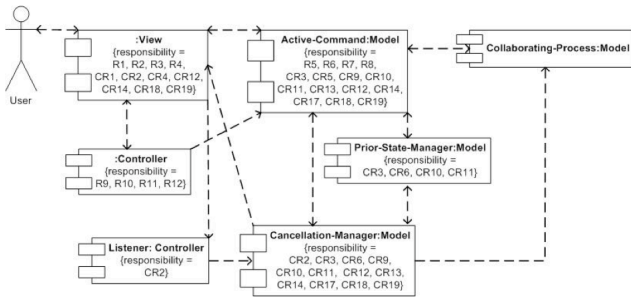 :View
{responsibility =
R1, R2, R3, R4,
CR1, CR2, CR4, CR12,
CR14, CR18, CR19}
Active-Command:Model
{responsibility =
R5, R6, R7, R8,
CR3, CR5, CR9, CR10,
CR11, CR13, CR12, CR14,
CR17, CR18, CR19}
Collaborating-Process:Model
User
:Controller
{responsibility =
R9, R10, R11, R12}
Prior-State-Manager:Model
{responsibility =
CR3, CR6, CR10, CR11}
Listener: Controller
{responsibility =
CR2}
Cancellation-Manager:Model
{responsibility =
CR2, CR3, CR6, CR9,
CR10, CR11, CR12, CR13,
CR14, CR17, CR18, CR19}